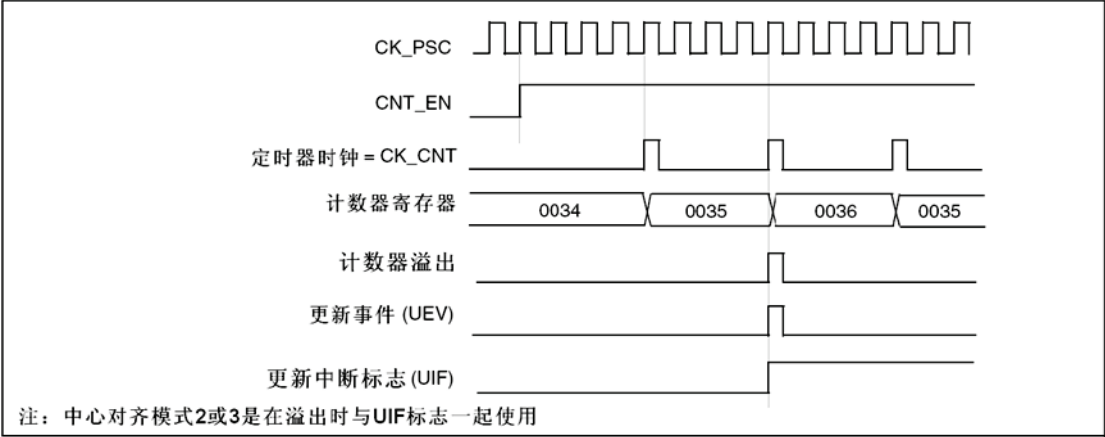 CK_PSC
CNT_EN
定时器时钟 = CK_CNT
计数器寄存器 0034 0035 0036 0035
计数器溢出
更新事件 (UEV)
更新中断标志 (UIF)
注：中心对齐模式2或3是在溢出时与UIF标志一起使用